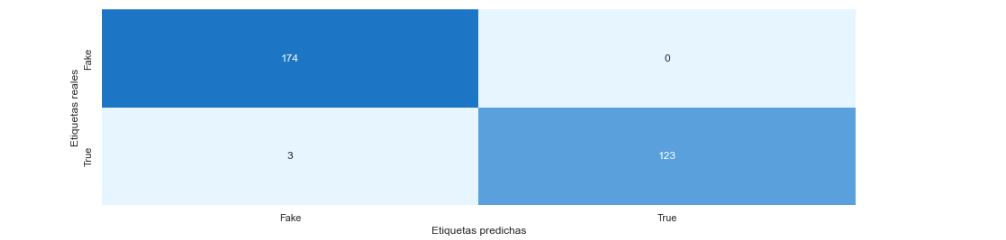 Etiquetas reales
Fake
174
0
True
3
123
Fake
True
Etiquetas predichas